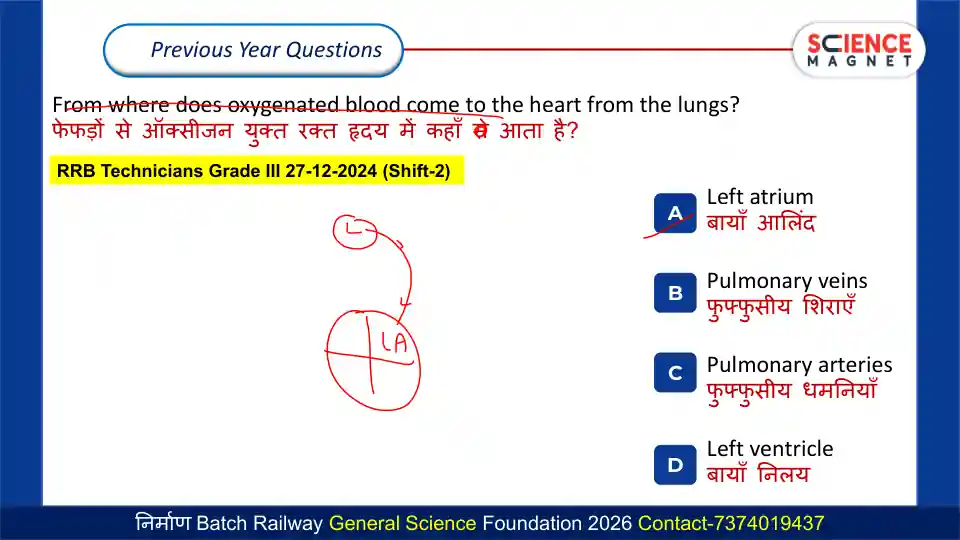 Previous Year Questions
SCIENCE
MAGNET
From where does oxygenated blood come to the heart from the lungs?
फेफड़ों से ऑक्सीजन युक्त रक्त हृदय में कहाँ आता है?
RRB Technicians Grade III 27-12-2024 (Shift-2)
A
Left atrium
बायाँ आलिंद
B
Pulmonary veins
फुफ्फुसीय शिराएँ
C
Pulmonary arteries
फुफ्फुसीय धमनियाँ
D
Left ventricle
बायाँ निलय
L
LA
निर्माण Batch Railway General Science Foundation 2026 Contact-7374019437